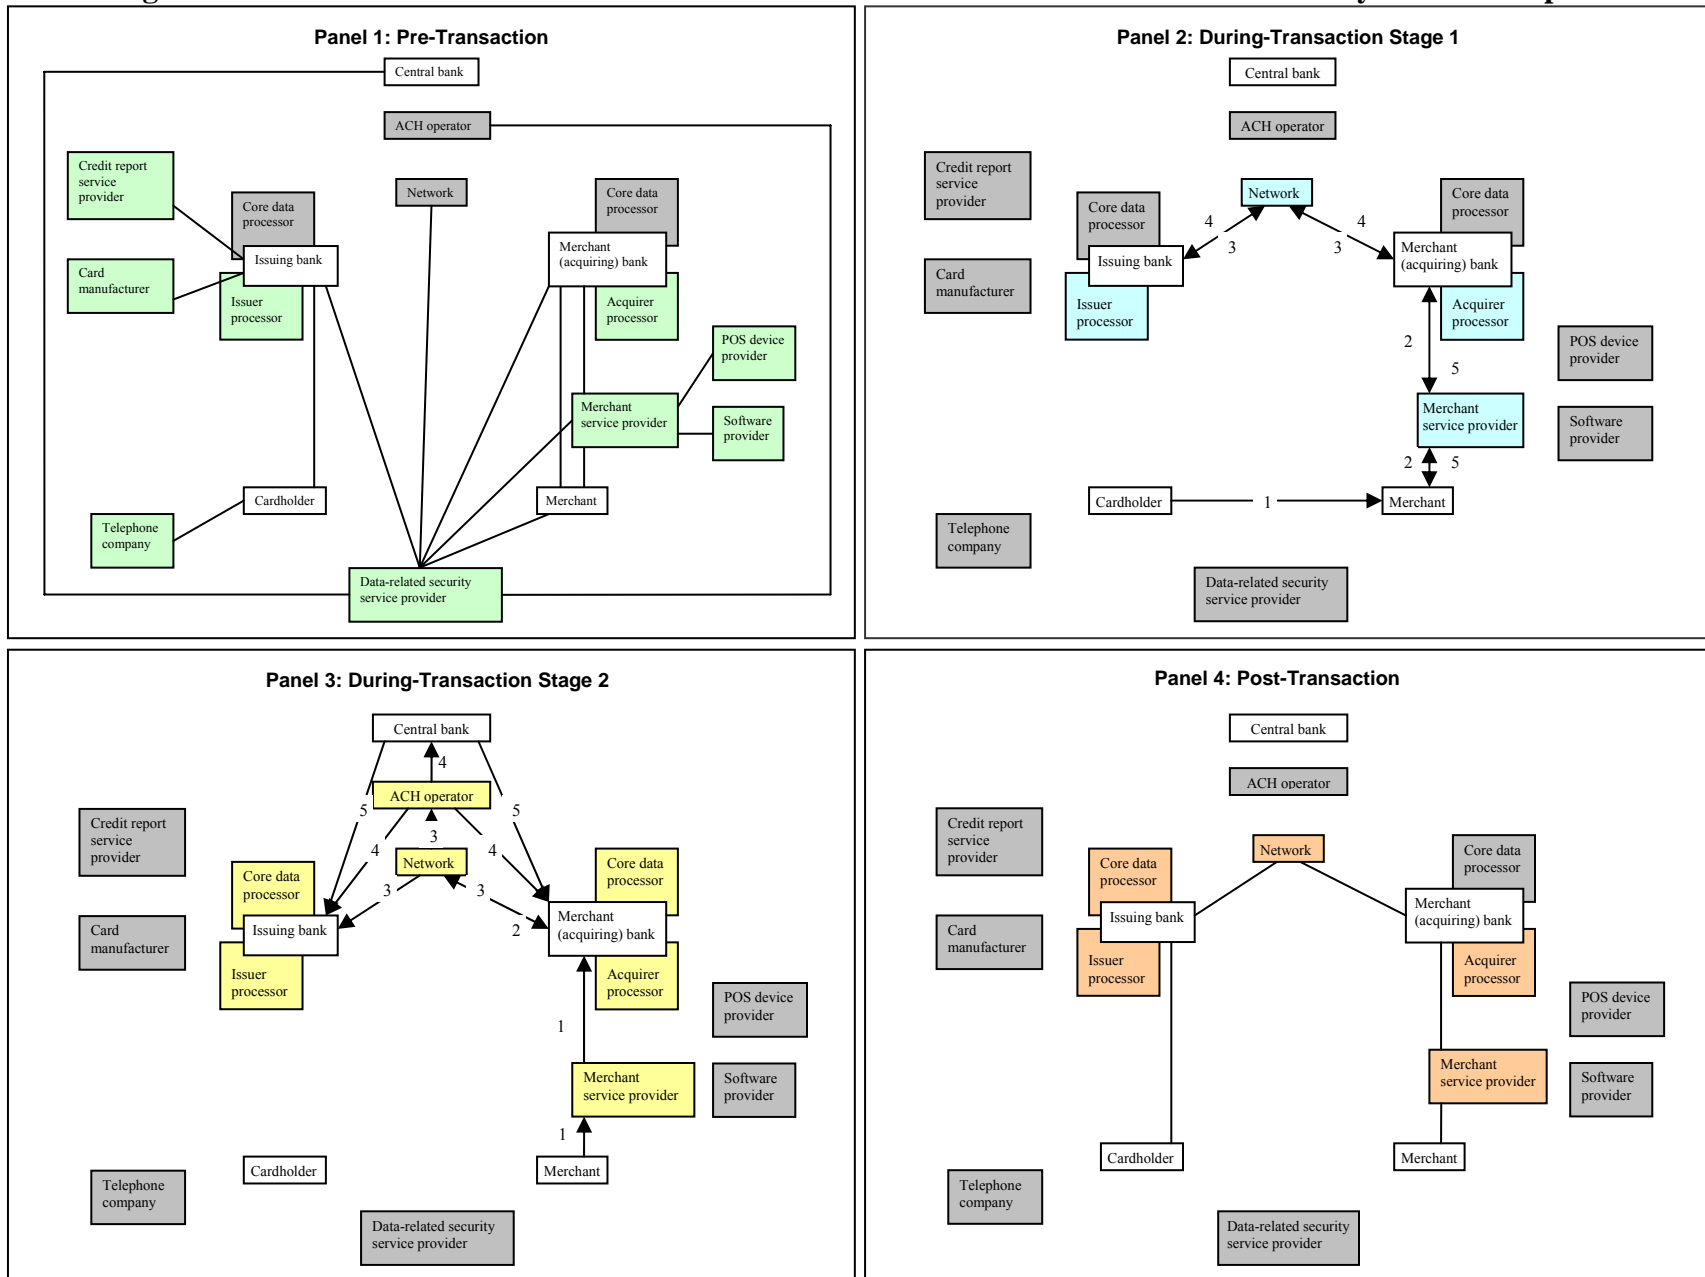 Panel 1: Pre-Transaction
Central bank
ACH operator
Credit report
service
provider
Core data
processor
Network
Core data
processor
Issuing bank
Merchant
(acquiring) bank
Card
manufacturer
Issuer
processor
Acquirer
processor
POS device
provider
Merchant
service provider
Software
provider
Cardholder
Merchant
Telephone
company
Data-related security
service provider
Panel 2: During-Transaction Stage 1
Central bank
ACH operator
Credit report
service
provider
Core data
processor
Network
Core data
processor
4
3
4
3
Issuing bank
Merchant
(acquiring) bank
Card
manufacturer
Issuer
processor
Acquirer
processor
2
5
POS device
provider
Merchant
service provider
Software
provider
2
5
Cardholder
1
Merchant
Telephone
company
Data-related security
service provider
Panel 3: During-Transaction Stage 2
Central bank
4
ACH operator
5
5
3
4
4
Credit report
service
provider
Network
Core data
processor
Core data
processor
3
3
2
Issuing bank
Merchant
(acquiring) bank
Card
manufacturer
Issuer
processor
Acquirer
processor
POS device
provider
1
Merchant
service provider
Software
provider
1
Cardholder
Merchant
Telephone
company
Data-related security
service provider
Panel 4: Post-Transaction
Central bank
ACH operator
Credit report
service
provider
Network
Core data
processor
Core data
processor
Issuing bank
Merchant
(acquiring) bank
Card
manufacturer
Issuer
processor
Acquirer
processor
POS device
provider
Merchant
service provider
Software
provider
Cardholder
Merchant
Telephone
company
Data-related security
service provider